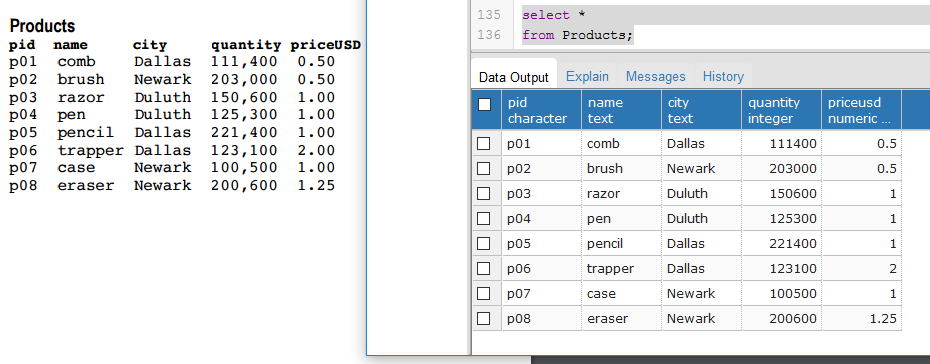 Products
pid name city quantity priceUSD
p01 comb Dallas 111,400 0.50
p02 brush Newark 203,000 0.50
p03 razor Duluth 150,600 1.00
p04 pen Duluth 125,300 1.00
p05 pencil Dallas 221,400 1.00
p06 trapper Dallas 123,100 2.00
p07 case Newark 100,500 1.00
p08 eraser Newark 200,600 1.25
135 select *
136 from Products;
Data Output Explain Messages History
pid name city quantity priceusd
character text text integer numeric ...
p01 comb Dallas 111400 0.5
p02 brush Newark 203000 0.5
p03 razor Duluth 150600 1
p04 pen Duluth 125300 1
p05 pencil Dallas 221400 1
p06 trapper Dallas 123100 2
p07 case Newark 100500 1
p08 eraser Newark 200600 1.25